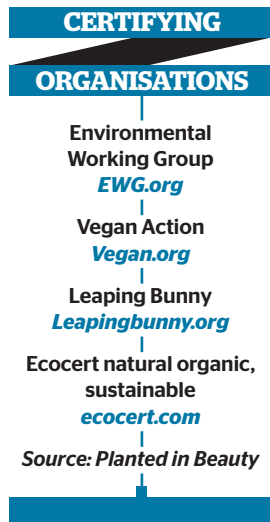 CERTIFYING
ORGANISATIONS
Environmental
Working Group
EWG.org
Vegan Action
Vegan.org
Leaping Bunny
Leapingbunny.org
Ecocert natural organic,
sustainable
ecocert.com
Source: Planted in Beauty